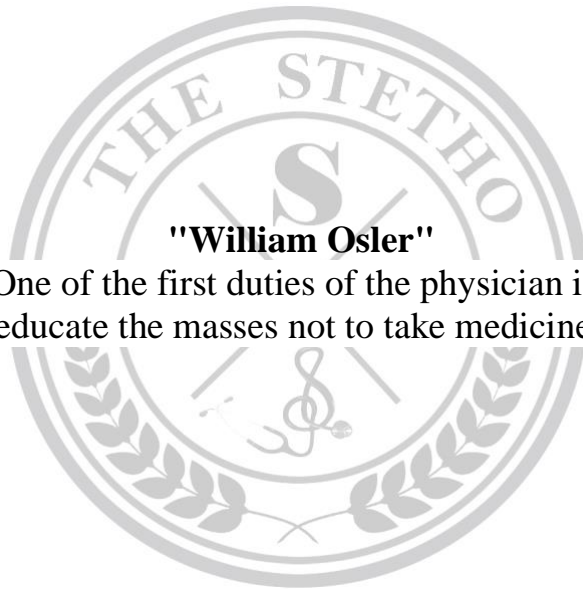 THE STETHO
S
"William Osler"
One of the first duties of the physician i
educate the masses not to take medicine